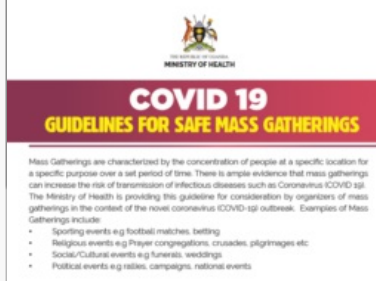 THE REPUBLIC OF UGANDA
MINISTRY OF HEALTH
COVID 19
GUIDELINES FOR SAFE MASS GATHERINGS
Mass Gatherings are characterized by the concentration of people at a specific location for
a specific purpose over a set period of time. There is ample evidence that mass gatherings
can increase the risk of transmission of infectious diseases such as Coronavirus (COVID 19).
The Ministry of Health is providing this guideline for consideration by organizers of mass
gatherings in the context of the novel coronavirus (COVID-19) outbreak. Examples of Mass
Gatherings include:
• Sporting events e.g football matches, betting
• Religious events e.g Prayer congregations, crusades, pilgrimages etc
• Social/Cultural events e.g funerals, weddings
• Political events e.g rallies, campaigns, national events